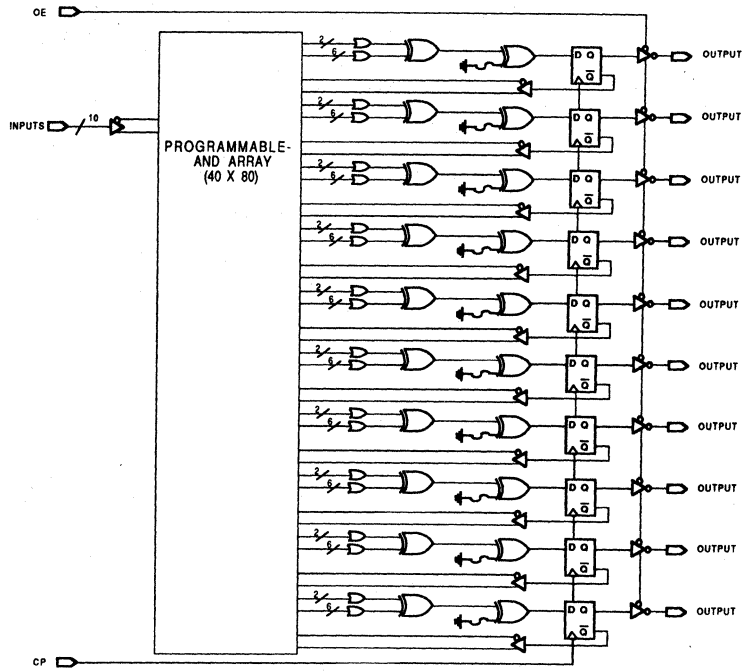 OE
INPUTS 10
PROGRAMMABLE-
AND ARRAY
(40 X 80)
2 6 D Q Q OUTPUT
2 6 D Q Q OUTPUT
2 6 D Q Q OUTPUT
2 6 D Q Q OUTPUT
2 6 D Q Q OUTPUT
2 6 D Q Q OUTPUT
2 6 D Q Q OUTPUT
2 6 D Q Q OUTPUT
2 6 D Q Q OUTPUT
2 6 D Q Q OUTPUT
CP